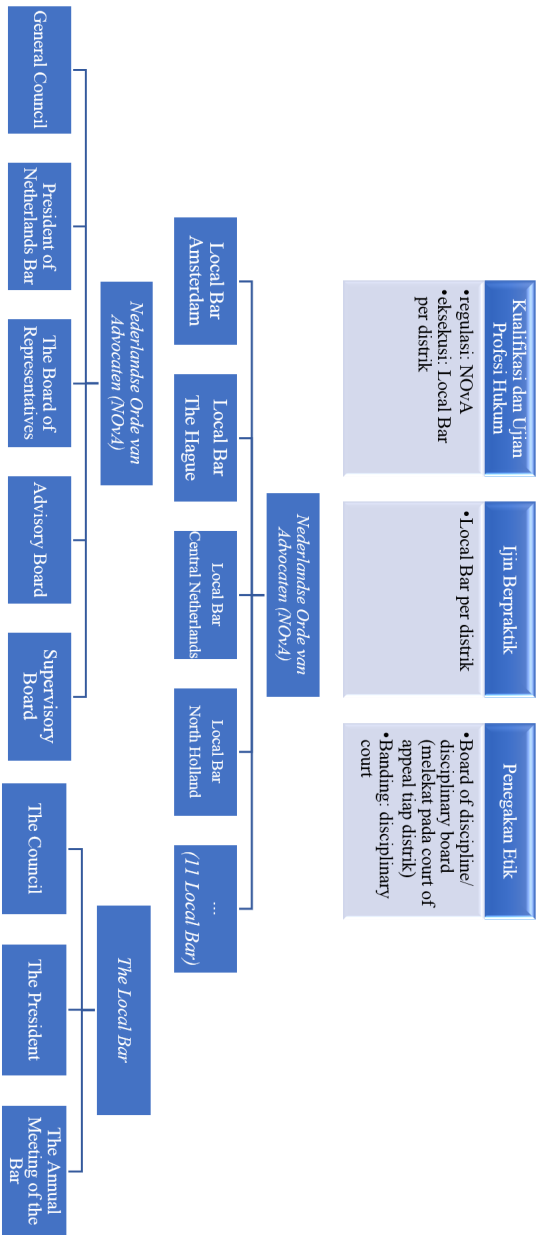 Kualifikasi dan Ujian
Profesi Hukum
•regulasi: NOvA
•eksekusi: Local Bar
per distrik
Ijin Berpraktik
•Local Bar per distrik
Penegakan Etik
•Board of discipline/
disciplinary board
(melekat pada court of
appeal tiap distrik)
•Banding: disciplinary
court
Nederlandse Orde van
Advocaten (NOvA)
Local Bar
Amsterdam
Local Bar
The Hague
Local Bar
Central Netherlands
Local Bar
North Holland
…
(11 Local Bar)
Nederlandse Orde van
Advocaten (NOvA)
General Council
President of
Netherlands Bar
The Board of
Representatives
Advisory Board
Supervisory
Board
The Local Bar
The Council
The President
The Annual
Meeting of the
Bar